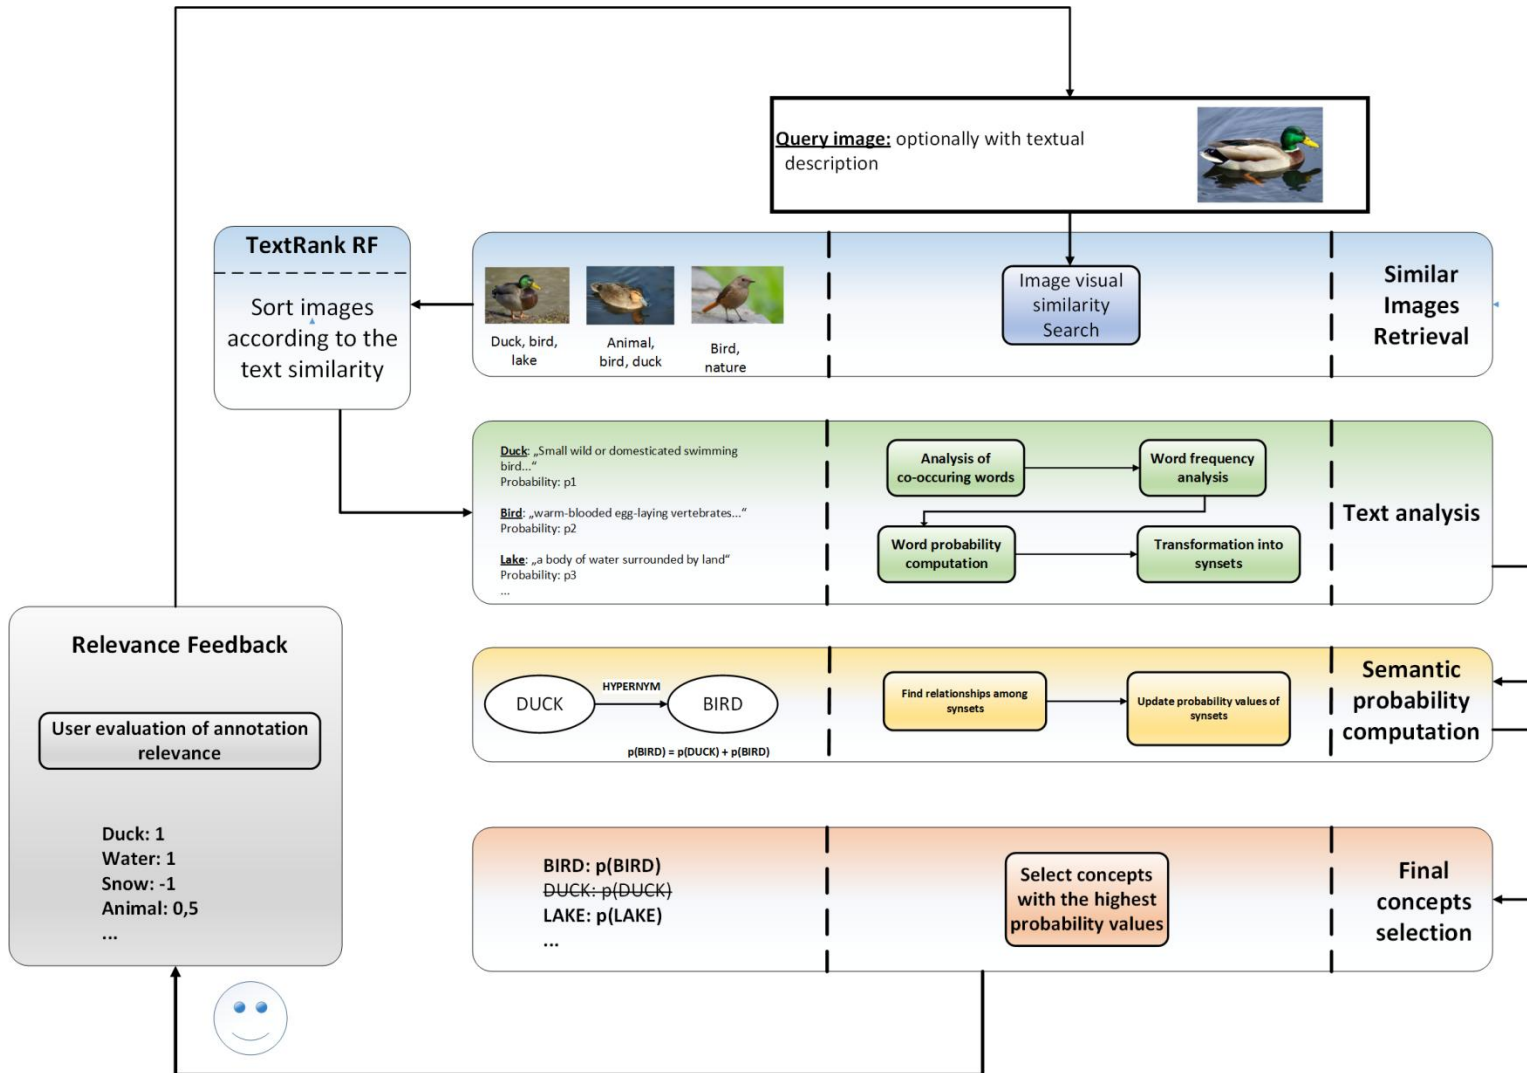 Query image: optionally with textual
description
TextRank RF
Sort images
according to the
text similarity
Duck, bird,
lake
Animal,
bird, duck
Bird,
nature
Image visual
similarity
Search
Similar
Images
Retrieval
Duck: „Small wild or domesticated swimming
bird...“
Probability: p1
Bird: „warm-blooded egg-laying vertebrates...“
Probability: p2
Lake: „a body of water surrounded by land“
Probability: p3
...
Analysis of
co-occuring words
Word frequency
analysis
Word probability
computation
Transformation into
synsets
Text analysis
Relevance Feedback
User evaluation of annotation
relevance
Duck: 1
Water: 1
Snow: -1
Animal: 0,5
...
DUCK
HYPERNYM
BIRD
p(BIRD) = p(DUCK) + p(BIRD)
Find relationships among
synsets
Update probability values of
synsets
Semantic
probability
computation
BIRD: p(BIRD)
DUCK: p(DUCK)
LAKE: p(LAKE)
...
Select concepts
with the highest
probability values
Final
concepts
selection